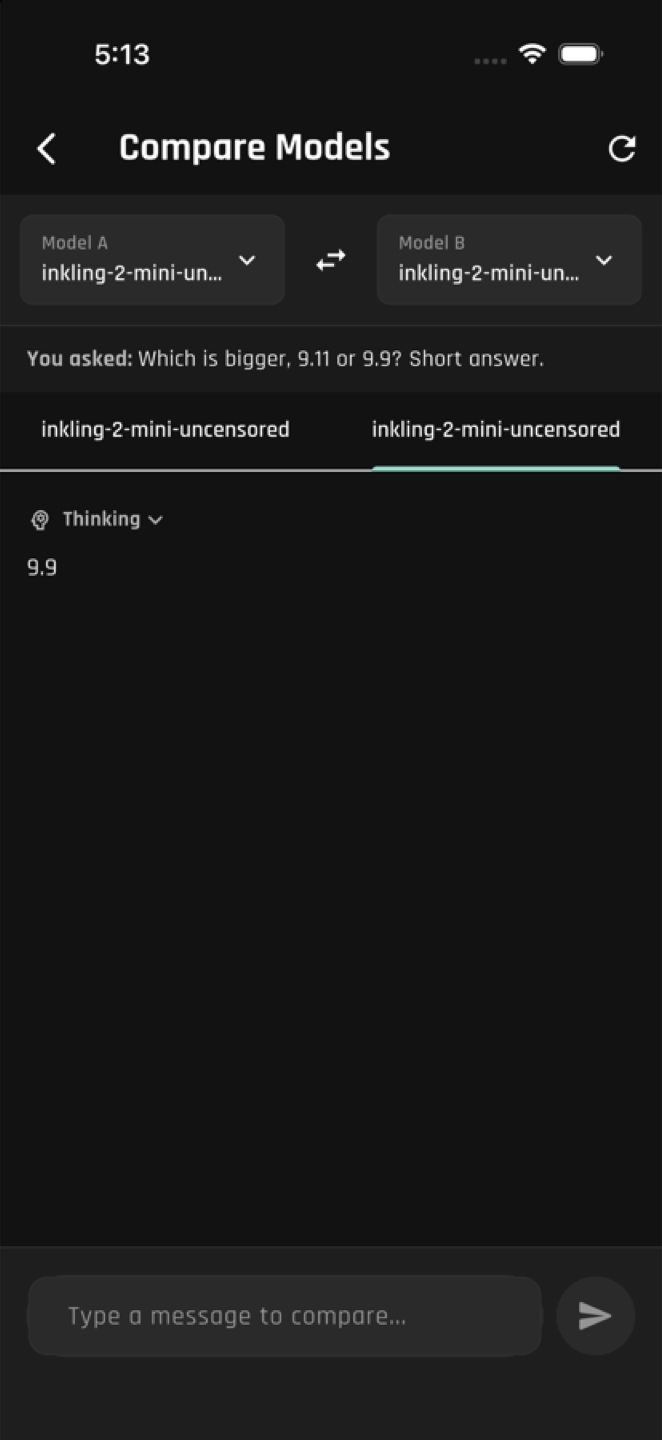 5:13
Compare Models
Model A
inkling-2-mini-un...
Model B
inkling-2-mini-un...
You asked: Which is bigger, 9.11 or 9.9? Short answer.
inkling-2-mini-uncensored
inkling-2-mini-uncensored
Thinking
9.9
Type a message to compare...